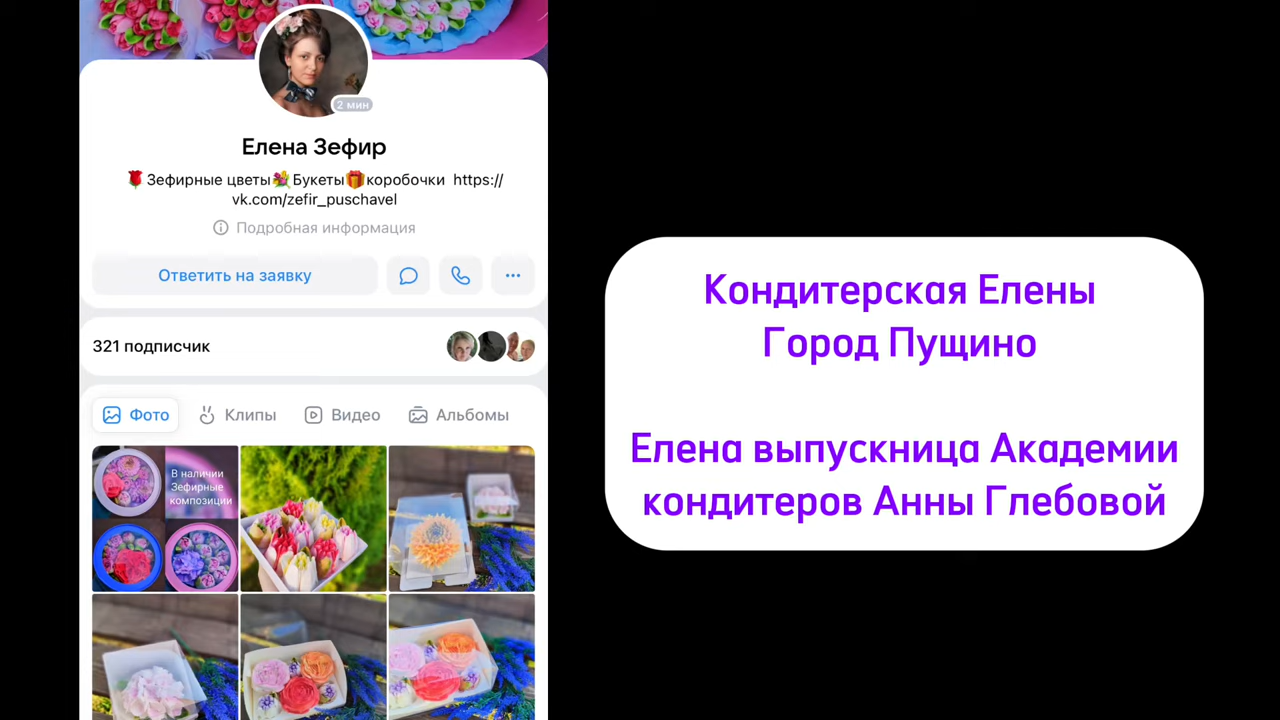 2 мин
Елена Зефир
🌹Зефирные цветы💐Букеты🎁коробочки https://
vk.com/zefir_puschavel
Подробная информация
Ответить на заявку
321 подписчик
Фото Клипы Видео Альбомы
В наличии
Зефирные
композиции
Кондитерская Елены
Город Пущино
Елена выпускница Академии
кондитеров Анны Глебовой